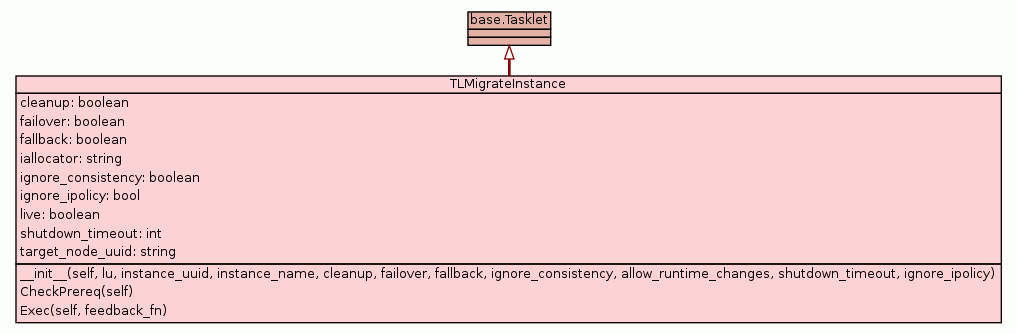 base.Tasklet
TLMigrateInstance
cleanup: boolean
failover: boolean
fallback: boolean
iallocator: string
ignore_consistency: boolean
ignore_ipolicy: bool
live: boolean
shutdown_timeout: int
target_node_uuid: string
__init__(self, lu, instance_uuid, instance_name, cleanup, failover, fallback, ignore_consistency, allow_runtime_changes, shutdown_timeout, ignore_ipolicy)
CheckPrereq(self)
Exec(self, feedback_fn)